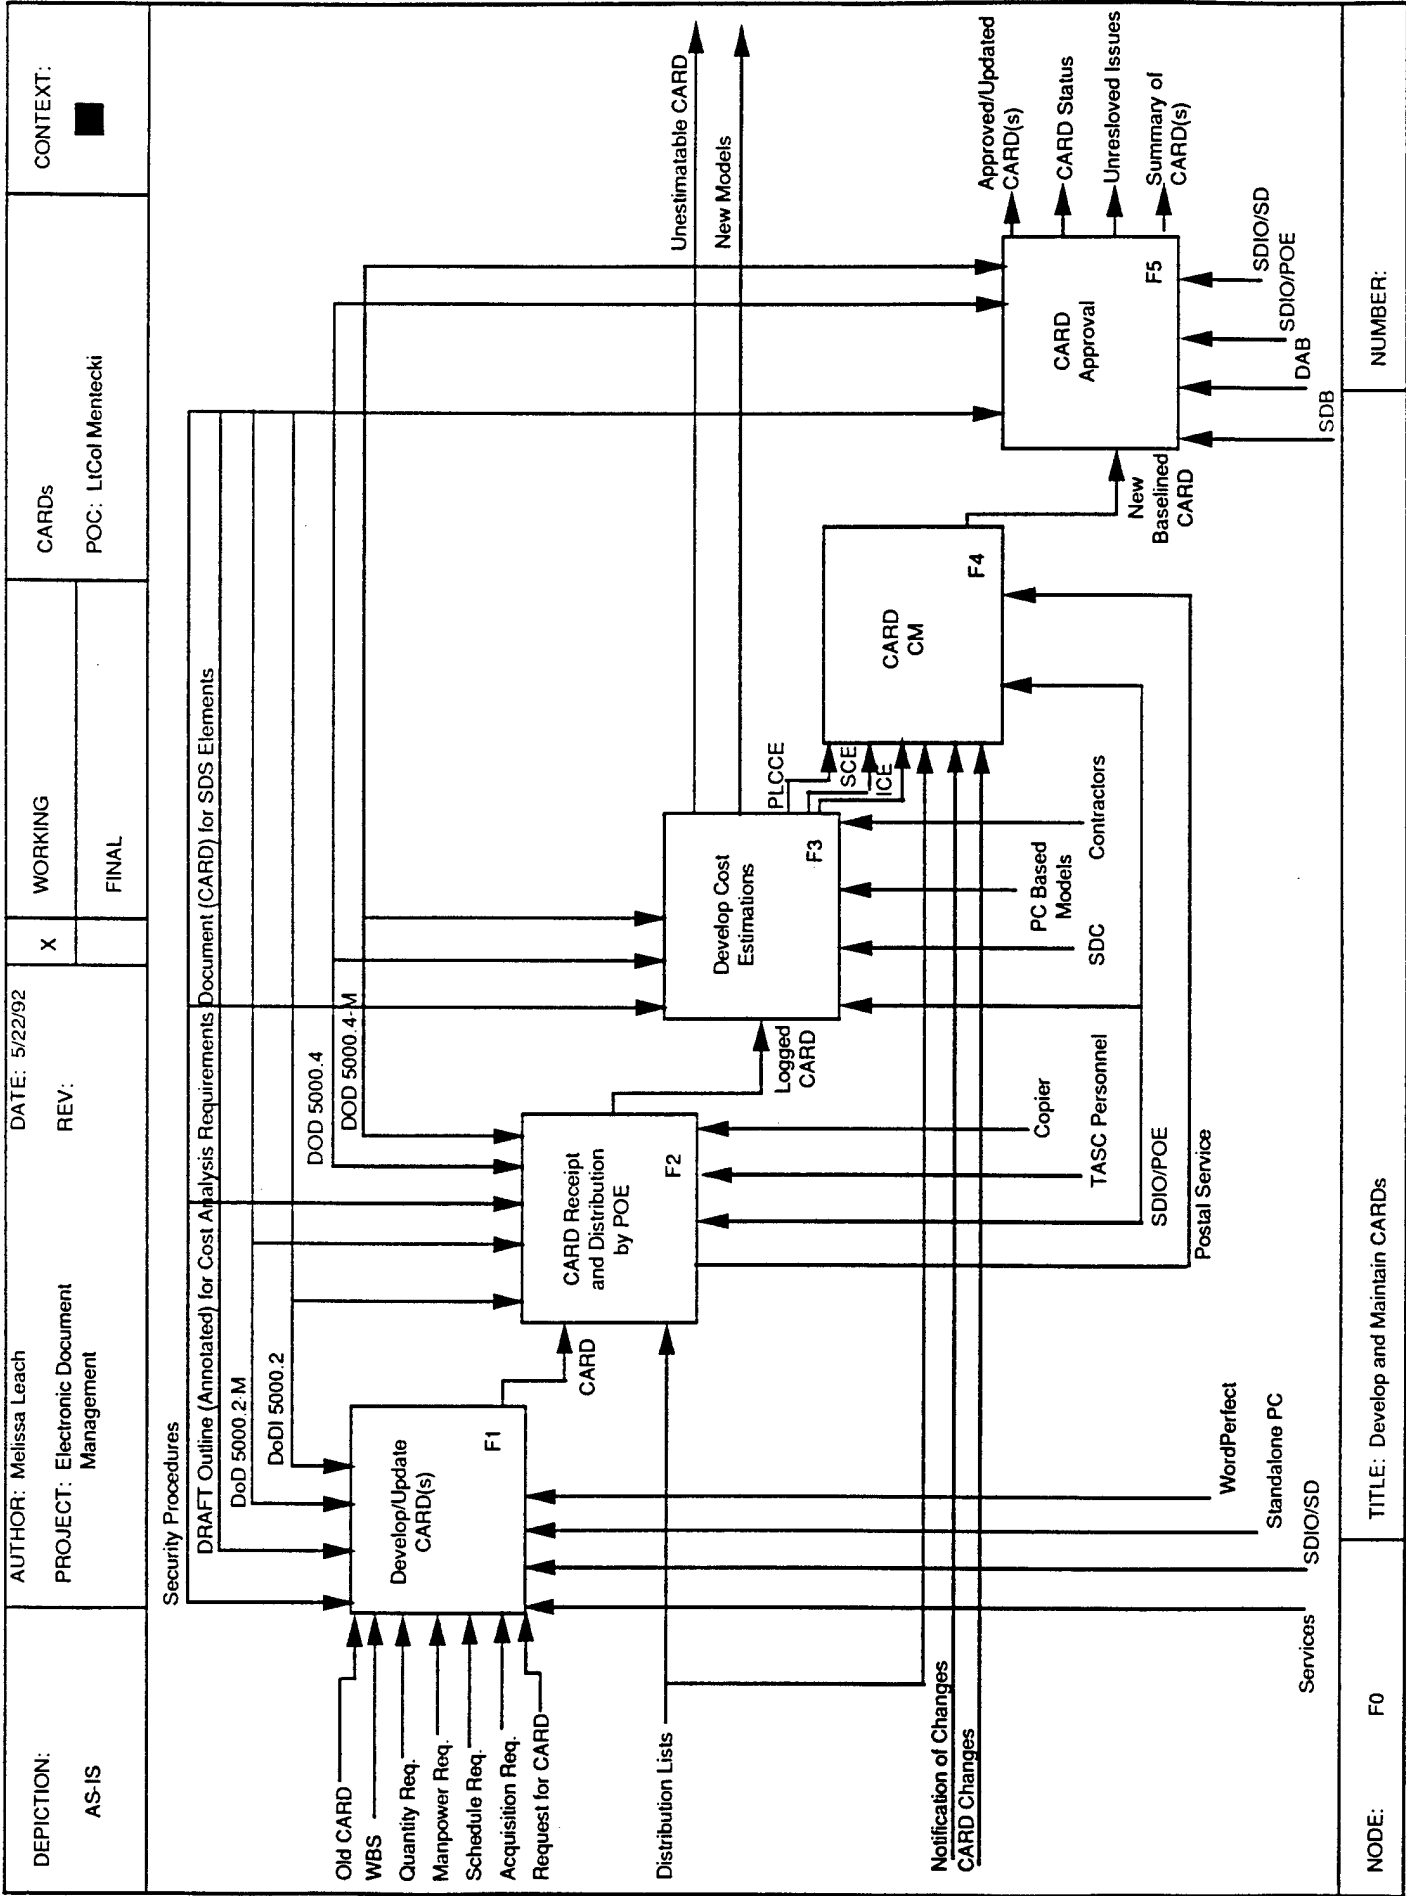 DEPICTION:
AS-IS
AUTHOR: Melissa Leach
DATE: 5/22/92
PROJECT: Electronic Document
Management
REV:
X
WORKING
FINAL
CARDs
POC: LtCol Mentecki
CONTEXT:
Security Procedures
DRAFT Outline (Annotated) for Cost Analysis Requirements Document (CARD) for SDS Elements
DoD 5000.2-M
DoDI 5000.2
DOD 5000.4
DOD 5000.4-M
Old CARD
WBS
Quantity Req.
Manpower Req.
Schedule Req.
Acquisition Req.
Request for CARD
Develop/Update
CARD(s)
F1
CARD
Distribution Lists
CARD Receipt
and Distribution
by POE
F2
Logged
CARD
Develop Cost
Estimations
F3
Unestimatable CARD
New Models
PLCCE
SCE
ICE
Notification of Changes
CARD Changes
CARD
CM
F4
New
Baselined
CARD
CARD
Approval
F5
Approved/Updated
CARD(s)
CARD Status
Unresloved Issues
Summary of
CARD(s)
Services
SDIO/SD
Standalone PC
WordPerfect
Postal Service
SDIO/POE
TASC Personnel
Copier
SDC
PC Based
Models
Contractors
SDB
DAB
SDIO/POE
SDIO/SD
NODE: F0
TITLE: Develop and Maintain CARDs
NUMBER: